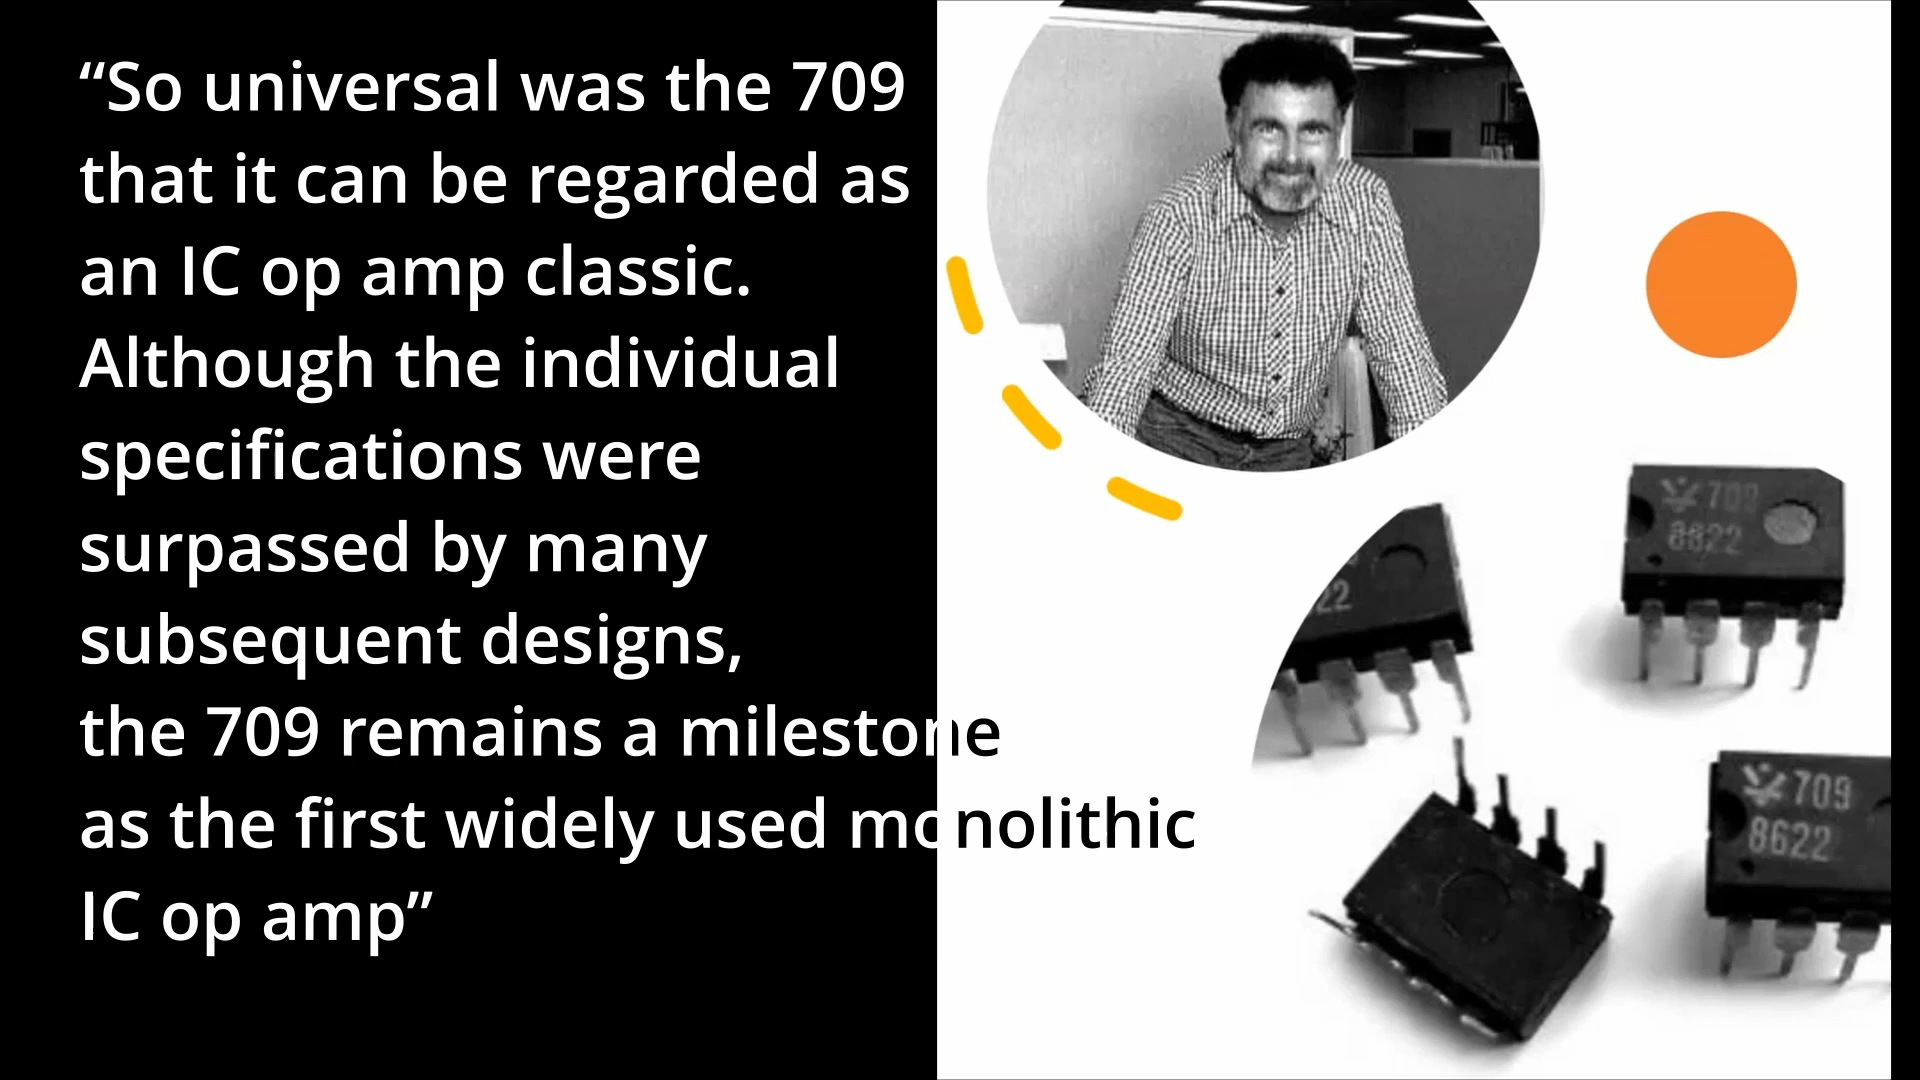 “So universal was the 709
that it can be regarded as
an IC op amp classic.
Although the individual
specifications were
surpassed by many
subsequent designs,
the 709 remains a milestone
as the first widely used monolithic
IC op amp”
709
8622
22
709
8622